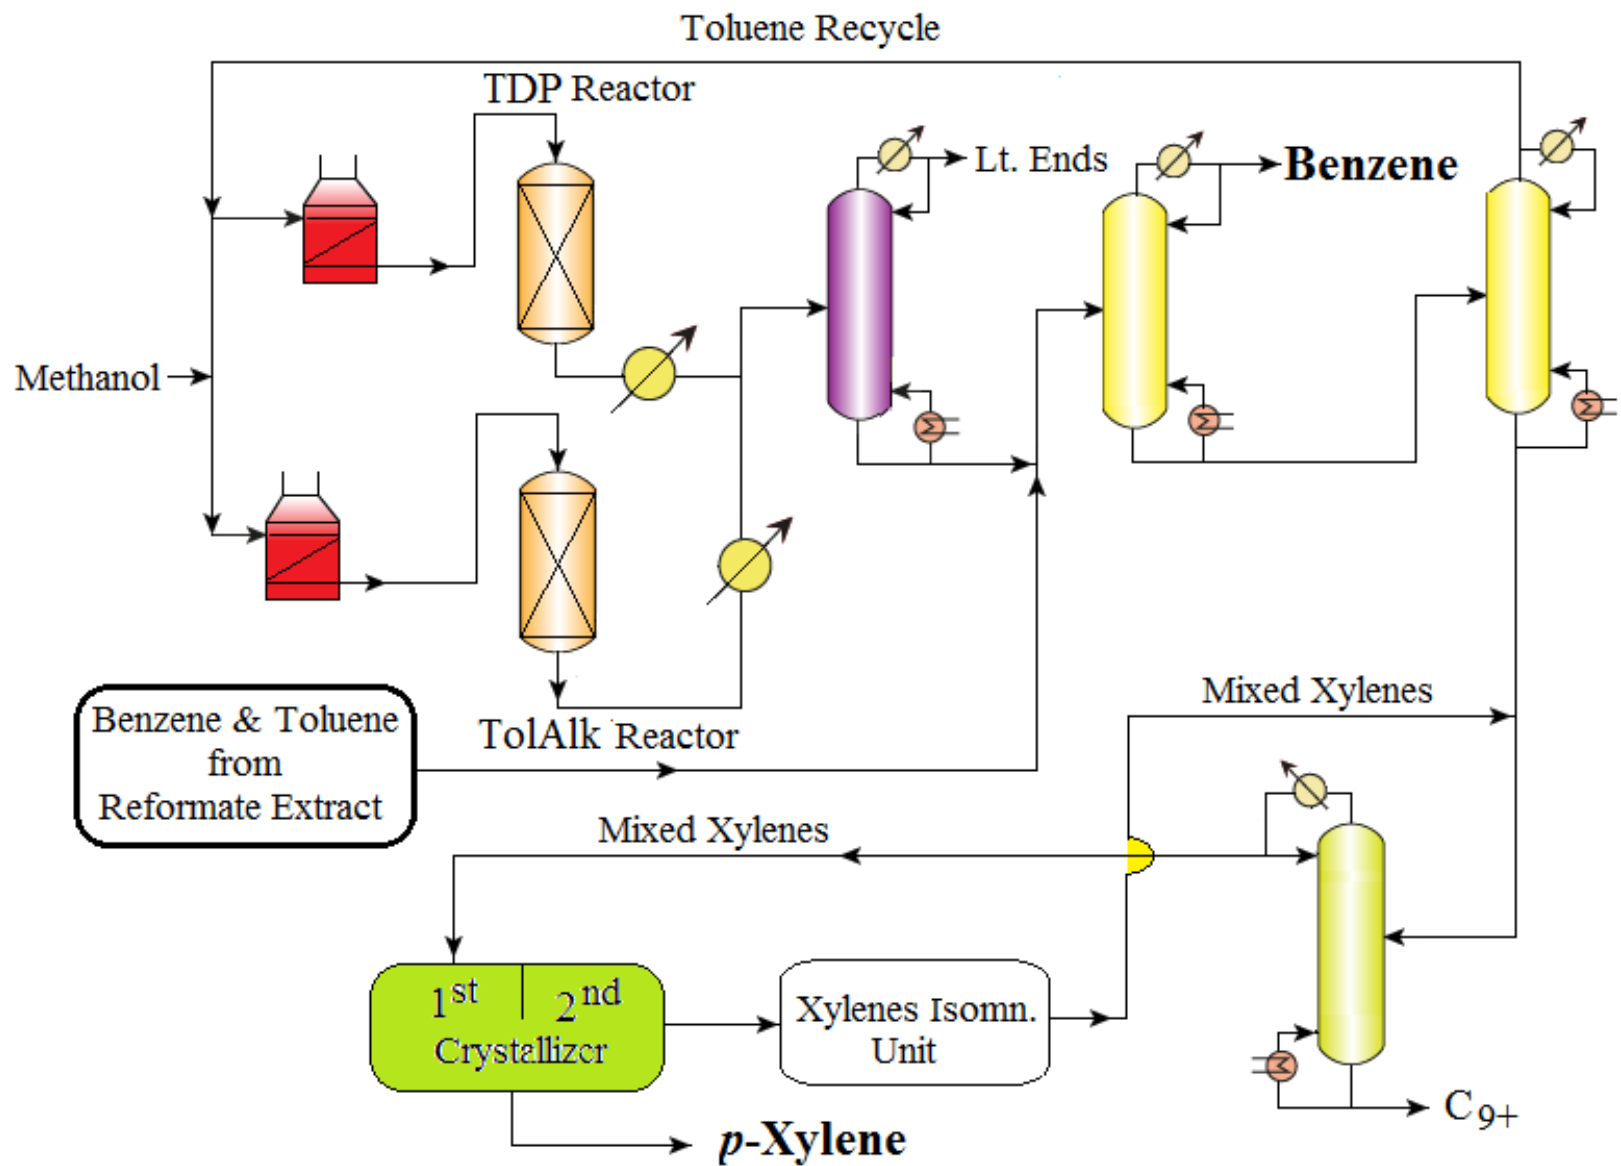 Toluene Recycle
TDP Reactor
Lt. Ends
Benzene
Methanol
Benzene & Toluene
from
Reformate Extract
TolAlk Reactor
Mixed Xylenes
Mixed Xylenes
1st 2nd
Crystallizer
Xylenes Isomn.
Unit
C9+
p-Xylene